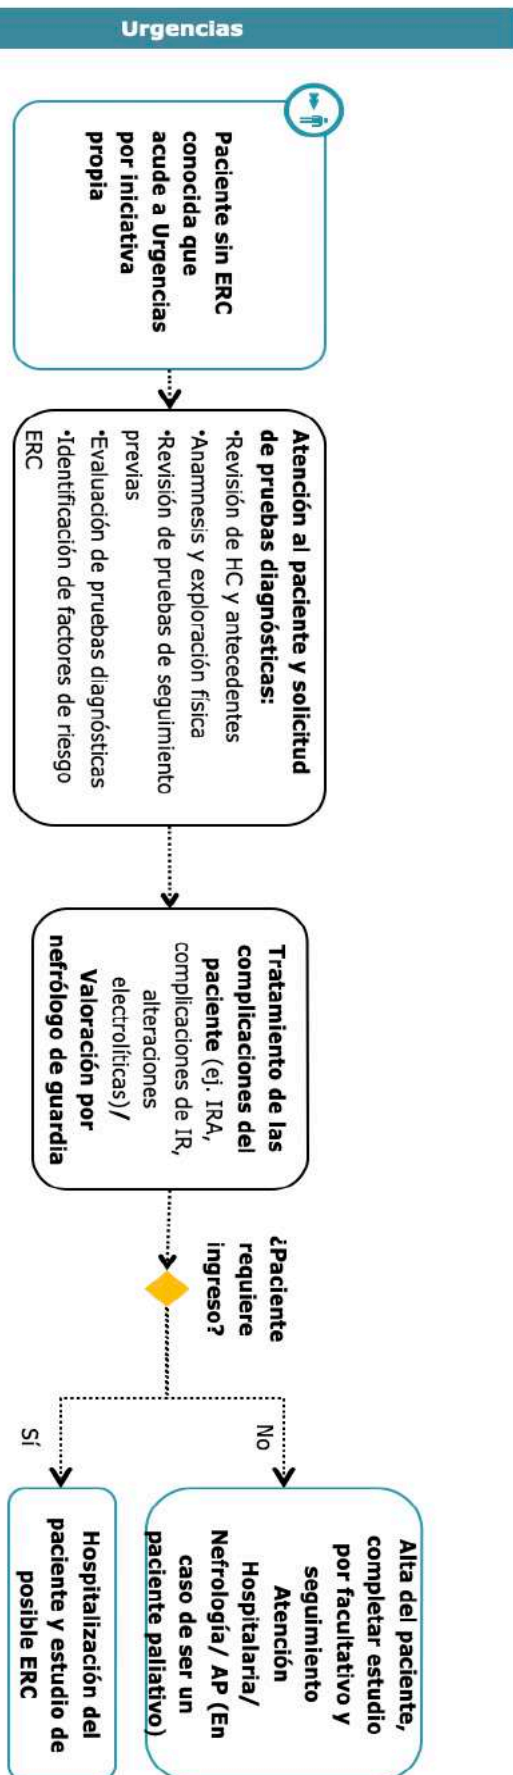 Urgencias
Paciente sin ERC
conocida que
acude a Urgencias
por iniciativa
propia
Atención al paciente y solicitud
de pruebas diagnósticas:
•Revisión de HC y antecedentes
•Anamnesis y exploración física
•Revisión de pruebas de seguimiento
previas
•Evaluación de pruebas diagnósticas
•Identificación de factores de riesgo
ERC
Tratamiento de las
complicaciones del
paciente (ej. IRA,
complicaciones de IR,
alteraciones
electrolíticas)/
Valoración por
nefrólogo de guardia
¿Paciente
requiere
ingreso?
No
Alta del paciente,
completar estudio
por facultativo y
seguimiento
Atención
Hospitalaria/
Nefrología/ AP (En
caso de ser un
paciente paliativo)
Sí
Hospitalización del
paciente y estudio de
posible ERC